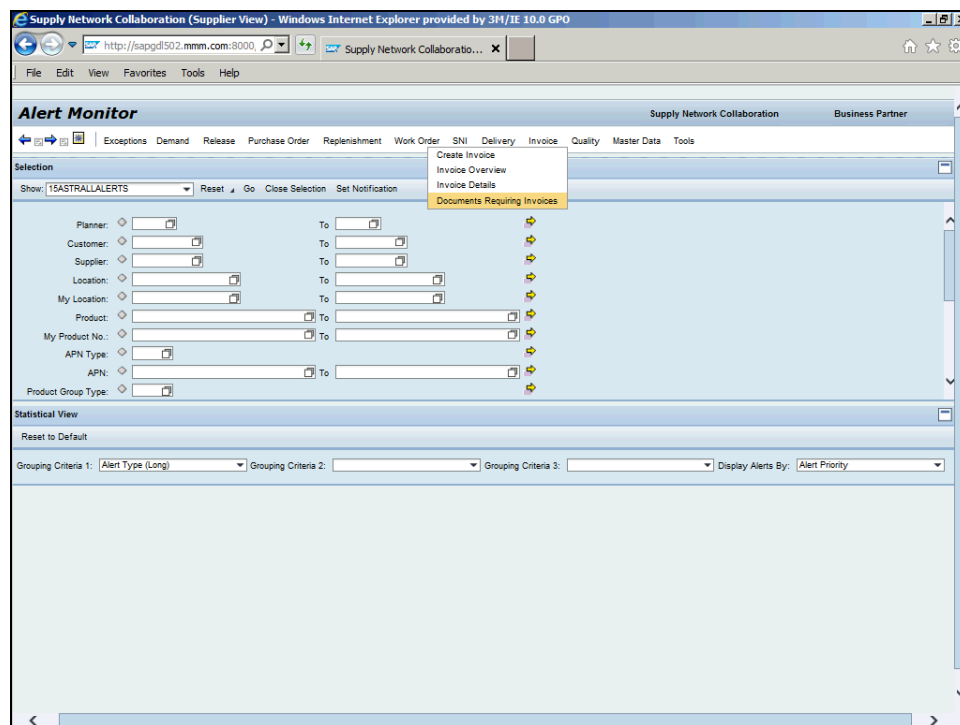 Supply Network Collaboration (Supplier View) - Windows Internet Explorer provided by 3M/IE 10.0 GPO
http://sapgdl502.mmm.com:8000, Supply Network Collaboratio...
File Edit View Favorites Tools Help
Alert Monitor Supply Network Collaboration Business Partner
Exceptions Demand Release Purchase Order Replenishment Work Order SNI Delivery Invoice Quality Master Data Tools
Create Invoice
Invoice Overview
Invoice Details
Documents Requiring Invoices
Selection
Show: 15ASTRALLALERTS Reset Go Close Selection Set Notification
Planner: To
Customer: To
Supplier: To
Location: To
My Location: To
Product: To
My Product No.: To
APN Type:
APN: To
Product Group Type:
Statistical View
Reset to Default
Grouping Criteria 1: Alert Type (Long) Grouping Criteria 2: Grouping Criteria 3: Display Alerts By: Alert Priority